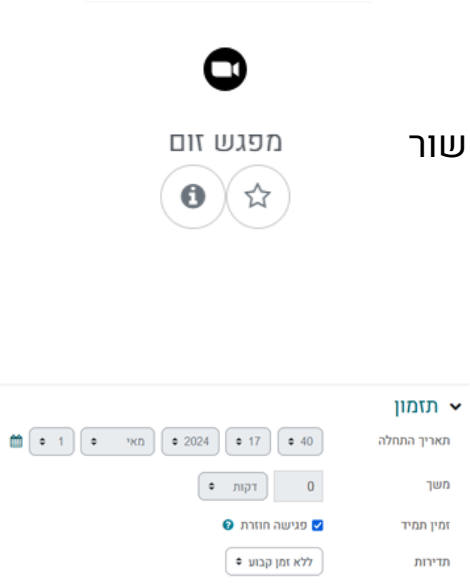 מפגש זום
שור
תזמון
תאריך התחלה 40 17 2024 מאי 1
משך 0 דקות
זמין תמיד פגישה חוזרת
תדירות ללא זמן קבוע